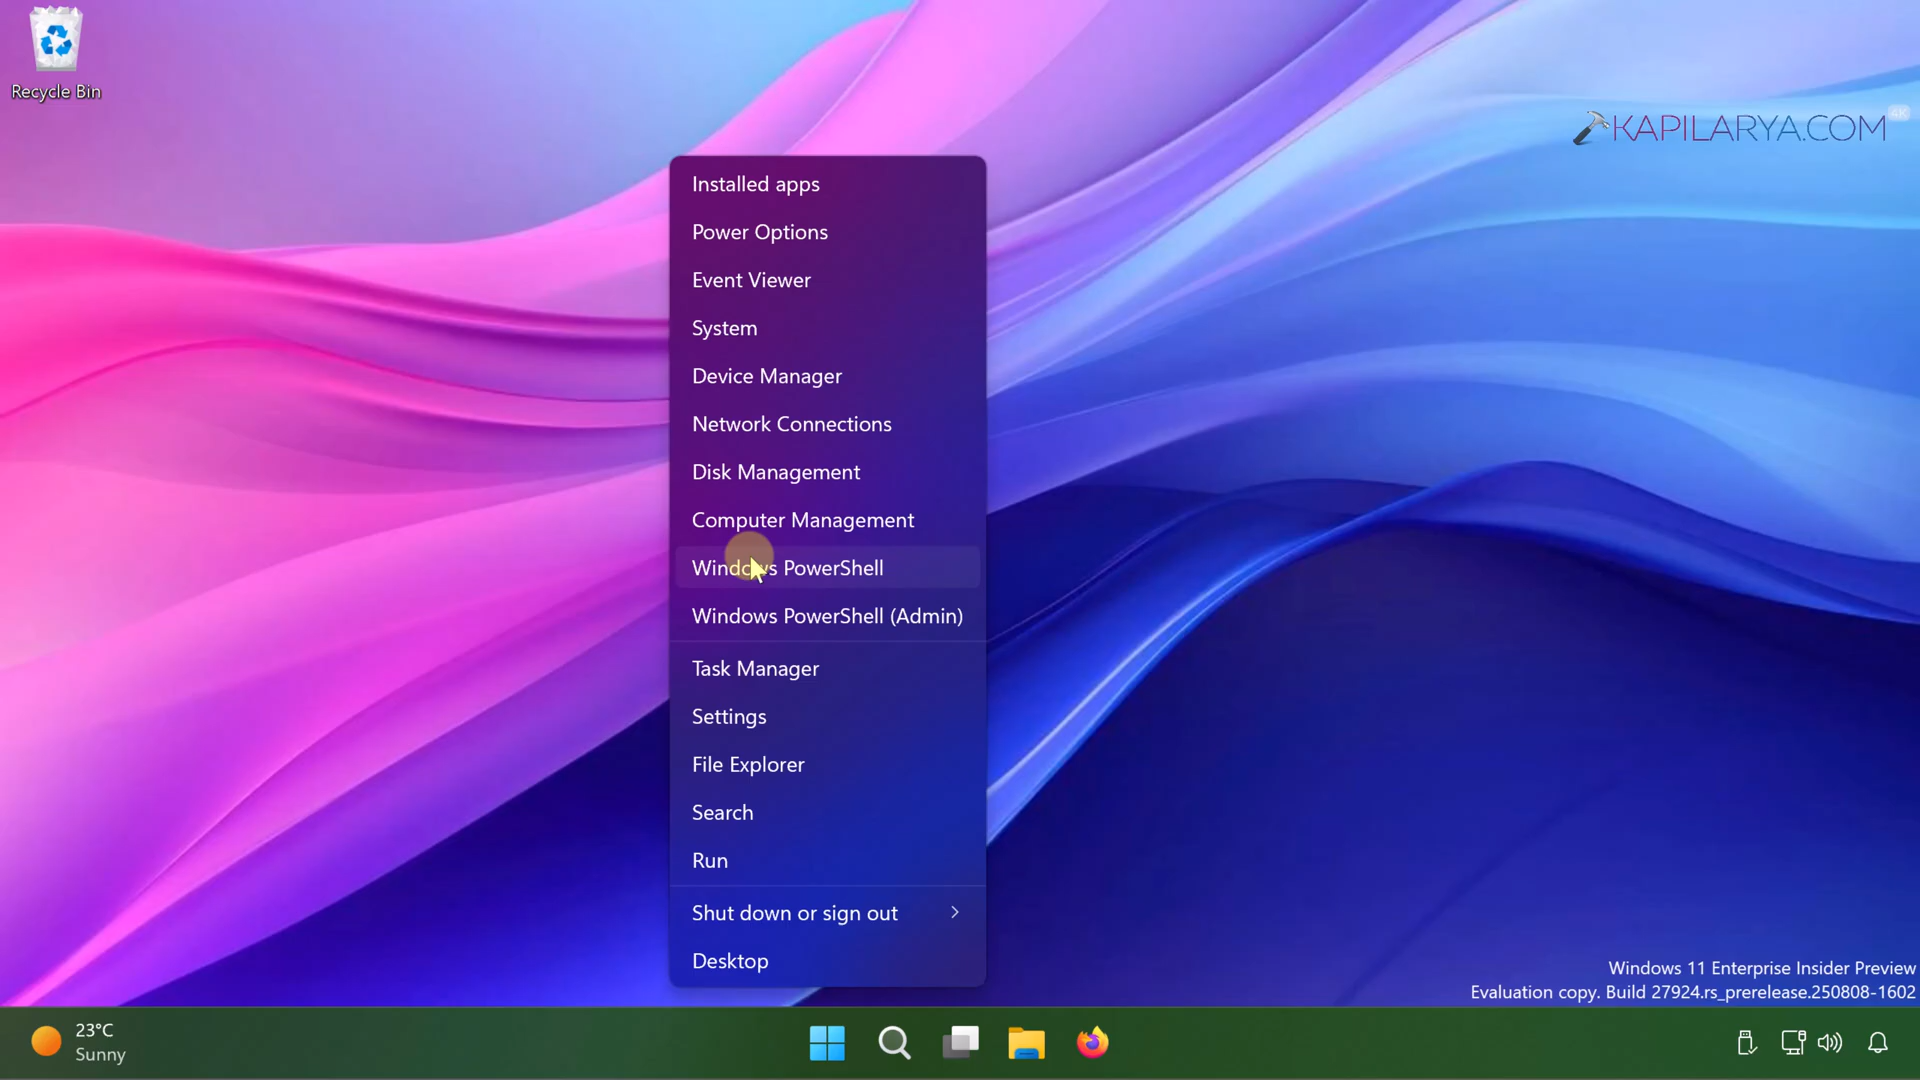 Recycle Bin
KAPILARYA.COM
4K
Installed apps
Power Options
Event Viewer
System
Device Manager
Network Connections
Disk Management
Computer Management
Windows PowerShell
Windows PowerShell (Admin)
Task Manager
Settings
File Explorer
Search
Run
Shut down or sign out
Desktop
Windows 11 Enterprise Insider Preview
Evaluation copy. Build 27924.rs_prerelease.250808-1602
23°C
Sunny